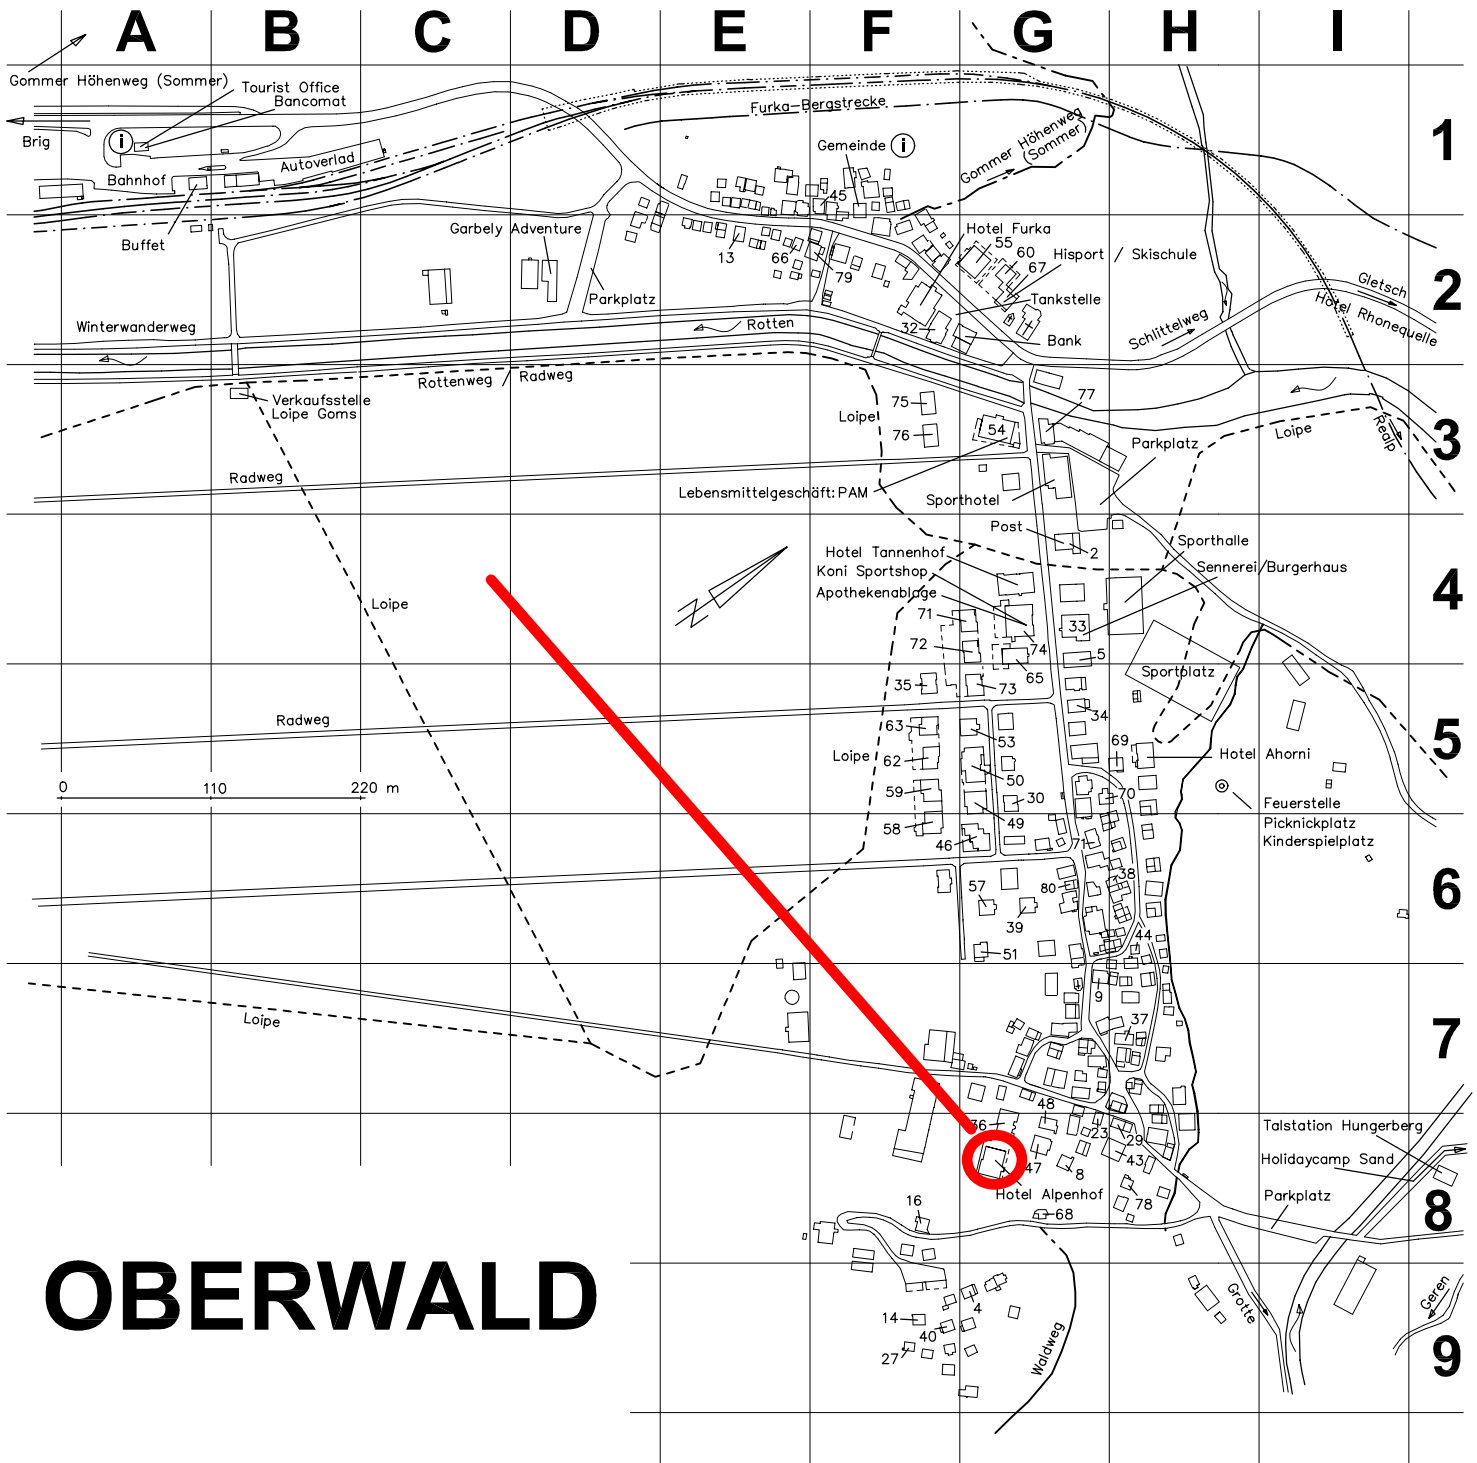 A B C D E F G H I
Gommer Höhenweg (Sommer)
Tourist Office
Bancomat
Furka-Bergstrecke
Brig
i
Autoverlad
Bahnhof
Gemeinde i
Gommer Höhenweg
(Sommer)
1
45
Buffet
Garbely Adventure
13
66
79
Hotel Furka
55
60
67
Hisport / Skischule
Parkplatz
Tankstelle
Gletsch
Hotel Rhonequelle
2
Winterwanderweg
Rotten
32
Bank
Schlittelweg
Rottenweg / Radweg
Verkaufsstelle
Loipe Goms
75
77
Loipe
76
54
Parkplatz
Loipe
Realp
3
Radweg
Lebensmittelgeschäft: PAM
Sporthotel
Post
2
Sporthalle
Hotel Tannenhof
Koni Sportshop
Apothekenablage
Sennerei/Burgerhaus
N
Loipe
71
33
4
72
74
5
65
Sportplatz
35
73
34
Radweg
63
53
69
Hotel Ahorni
5
Loipe
62
50
0 110 220 m
59
30
70
Feuerstelle
Picknickplatz
Kinderspielplatz
58
49
46
71
57
80
38
6
39
44
51
9
Loipe
37
7
48
36
23
29
Talstation Hungerberg
47
43
Holidaycamp Sand
8
Hotel Alpenhof
78
Parkplatz
16
68
8
OBERWALD
4
14
40
27
Waldweg
Grotte
Geren
9